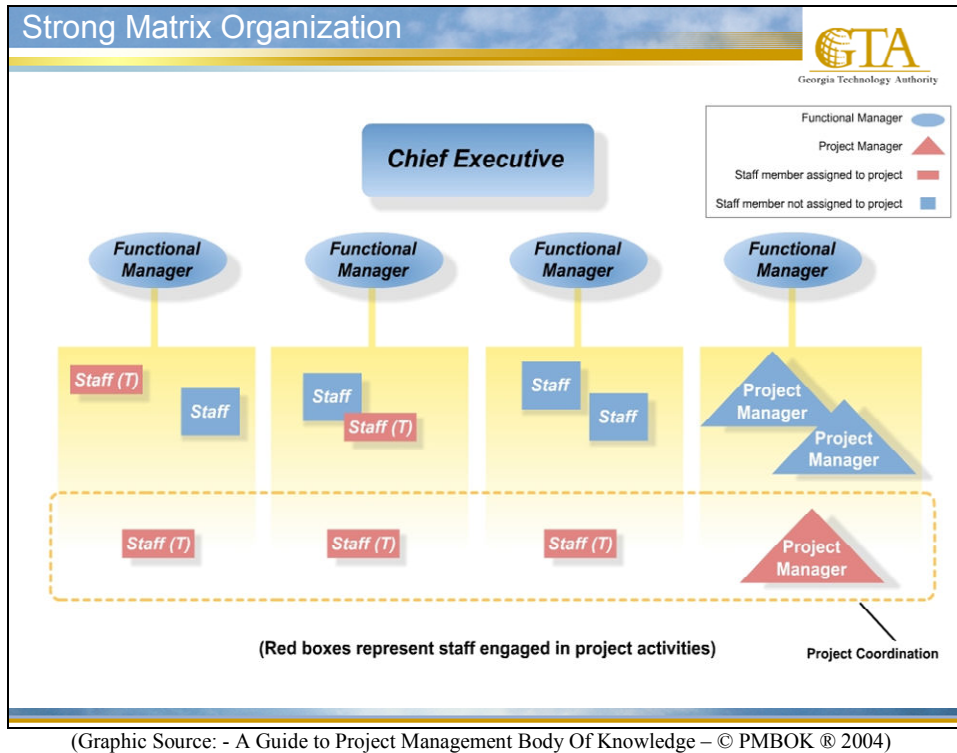 Strong Matrix Organization
GTA
Georgia Technology Authority
Functional Manager
Project Manager
Staff member assigned to project
Staff member not assigned to project
Chief Executive
Functional
Manager
Functional
Manager
Functional
Manager
Functional
Manager
Staff (T)
Staff
Staff
Staff (T)
Staff
Staff
Project
Manager
Project
Manager
Staff (T)
Staff (T)
Staff (T)
Project
Manager
(Red boxes represent staff engaged in project activities)
Project Coordination
(Graphic Source: - A Guide to Project Management Body Of Knowledge – © PMBOK ® 2004)